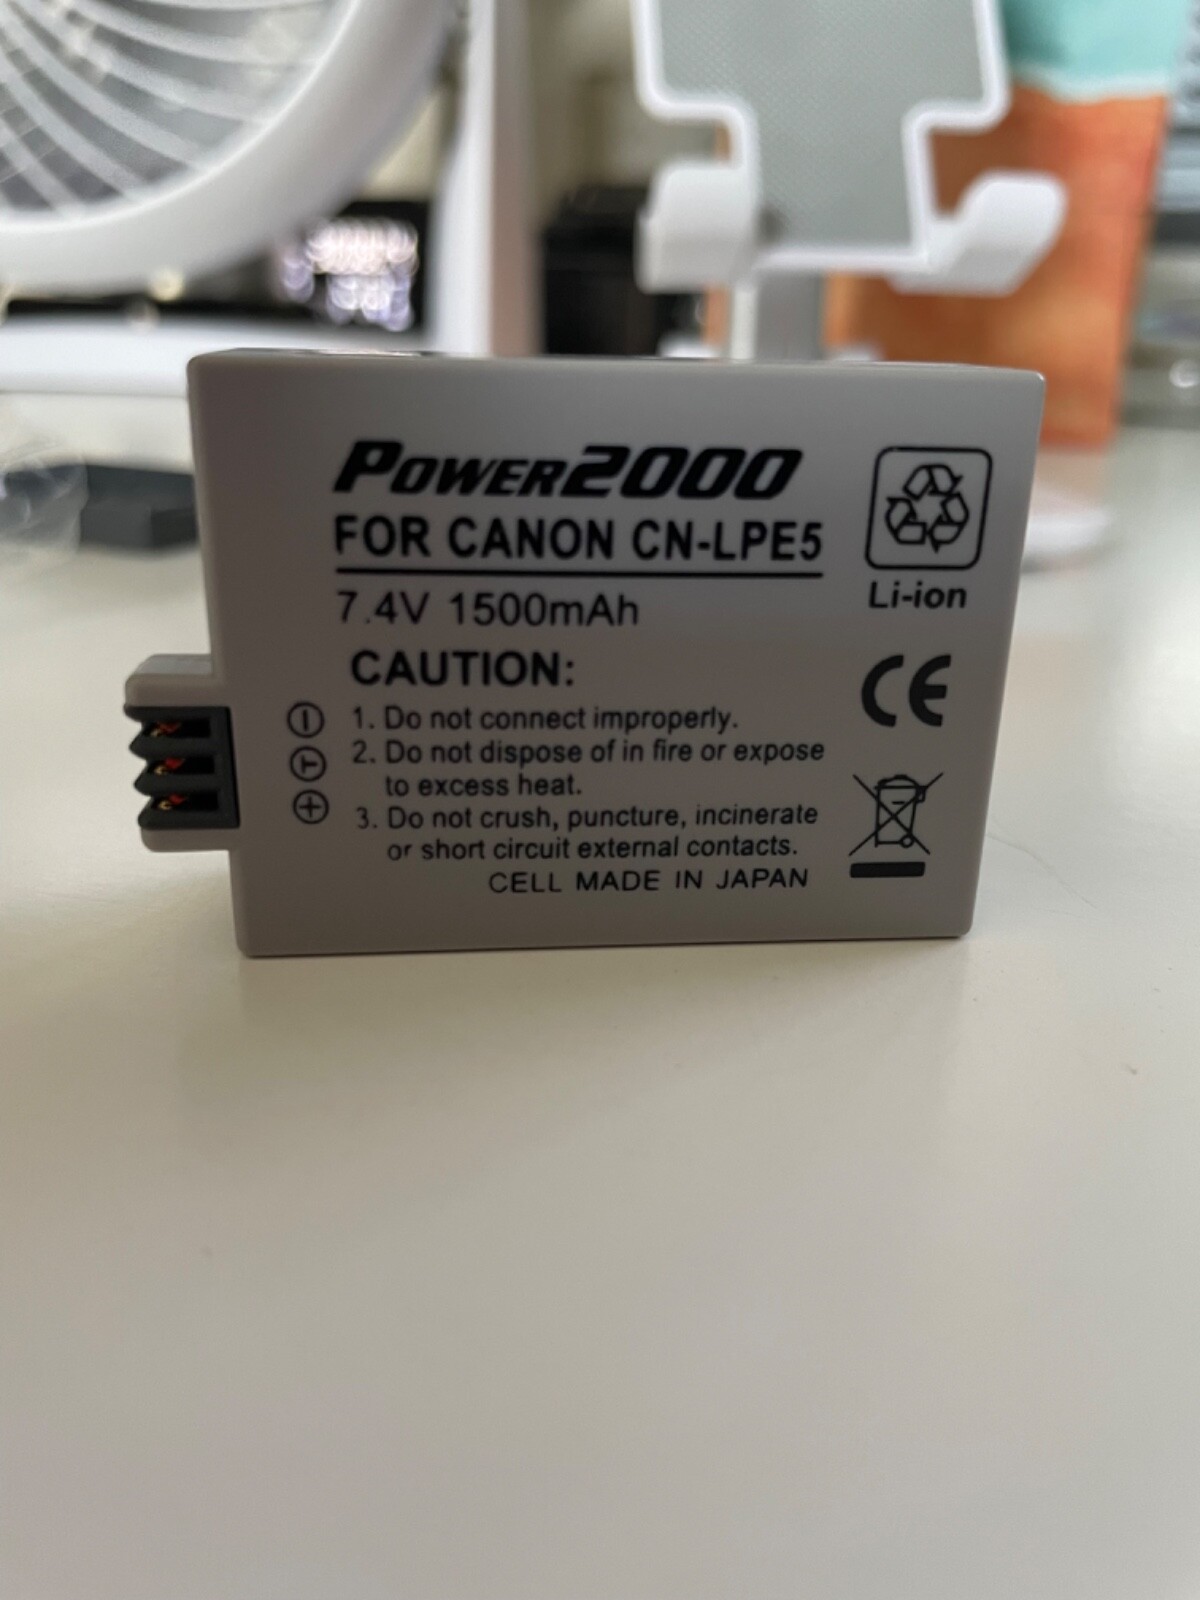 POWER2000
FOR CANON CN-LPE5
7.4V 1500mAh
Li-ion
CAUTION:
1. Do not connect improperly.
2. Do not dispose of in fire or expose
to excess heat.
3. Do not crush, puncture, incinerate
or short circuit external contacts.
CELL MADE IN JAPAN
CE
T